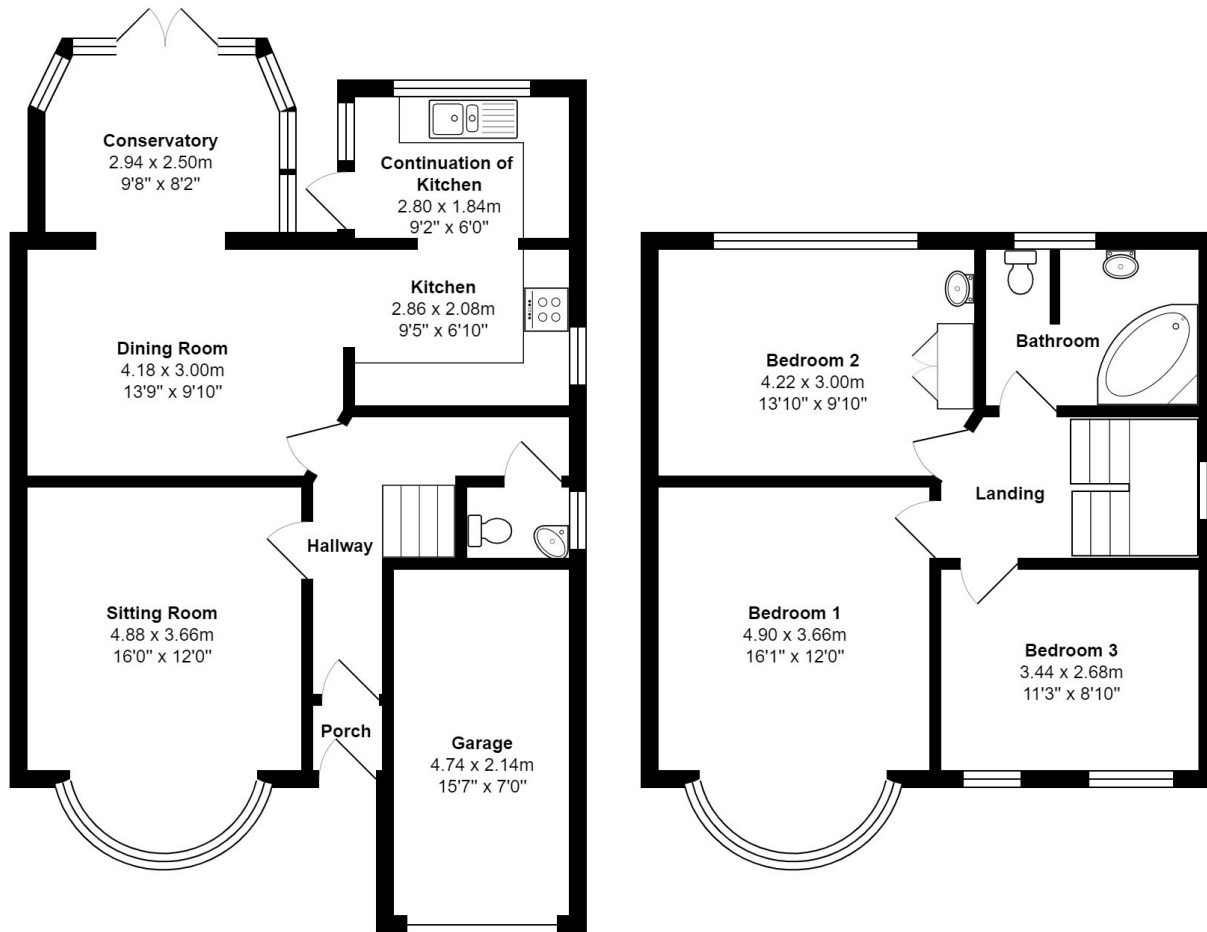 Conservatory
2.94 x 2.50m
9'8" x 8'2"
Continuation of
Kitchen
2.80 x 1.84m
9'2" x 6'0"
Kitchen
2.86 x 2.08m
9'5" x 6'10"
Dining Room
4.18 x 3.00m
13'9" x 9'10"
Hallway
Sitting Room
4.88 x 3.66m
16'0" x 12'0"
Porch
Garage
4.74 x 2.14m
15'7" x 7'0"
Bedroom 2
4.22 x 3.00m
13'10" x 9'10"
Bathroom
Landing
Bedroom 1
4.90 x 3.66m
16'1" x 12'0"
Bedroom 3
3.44 x 2.68m
11'3" x 8'10"